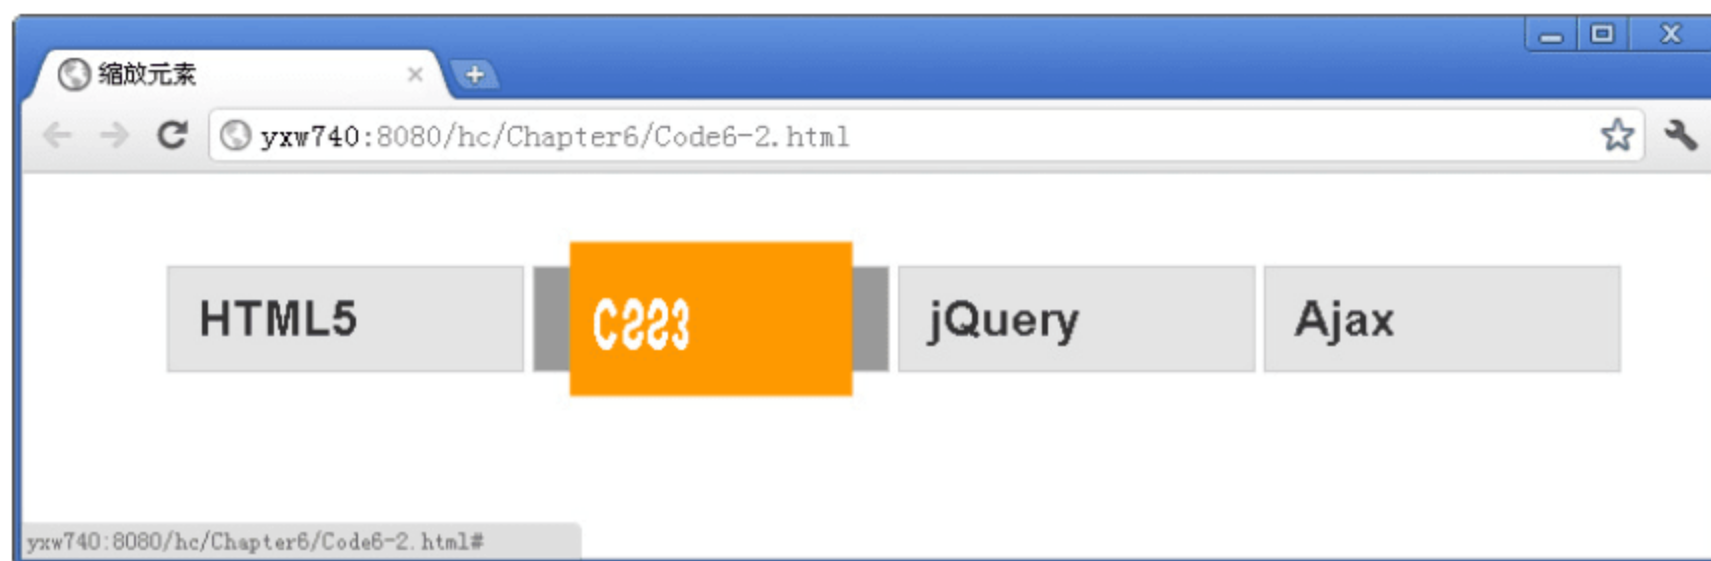 缩放元素
yxw740:8080/hc/Chapter6/Code6-2.html
HTML5
CSS3
jQuery
Ajax
yxw740:8080/hc/Chapter6/Code6-2.html#